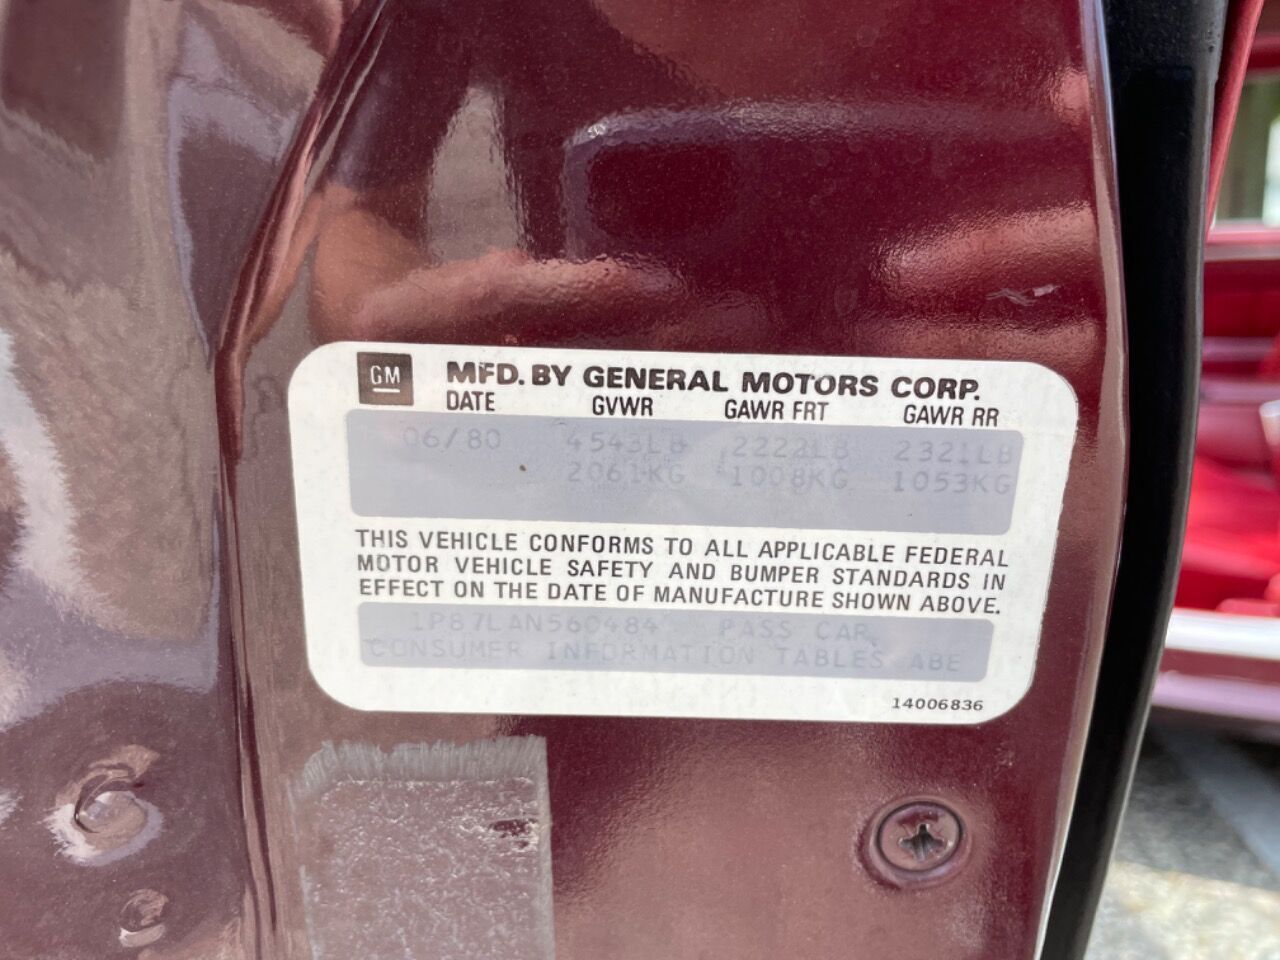 GM MFD. BY GENERAL MOTORS CORP.
DATE GVWR GAWR FRT GAWR RR
06/80 4543LB 2222LB 2321LB
2061KG 1008KG 1053KG
THIS VEHICLE CONFORMS TO ALL APPLICABLE FEDERAL
MOTOR VEHICLE SAFETY AND BUMPER STANDARDS IN
EFFECT ON THE DATE OF MANUFACTURE SHOWN ABOVE.
1P87LAN560484 PASS CAR
CONSUMER INFORMATION TABLES ABE
14006836